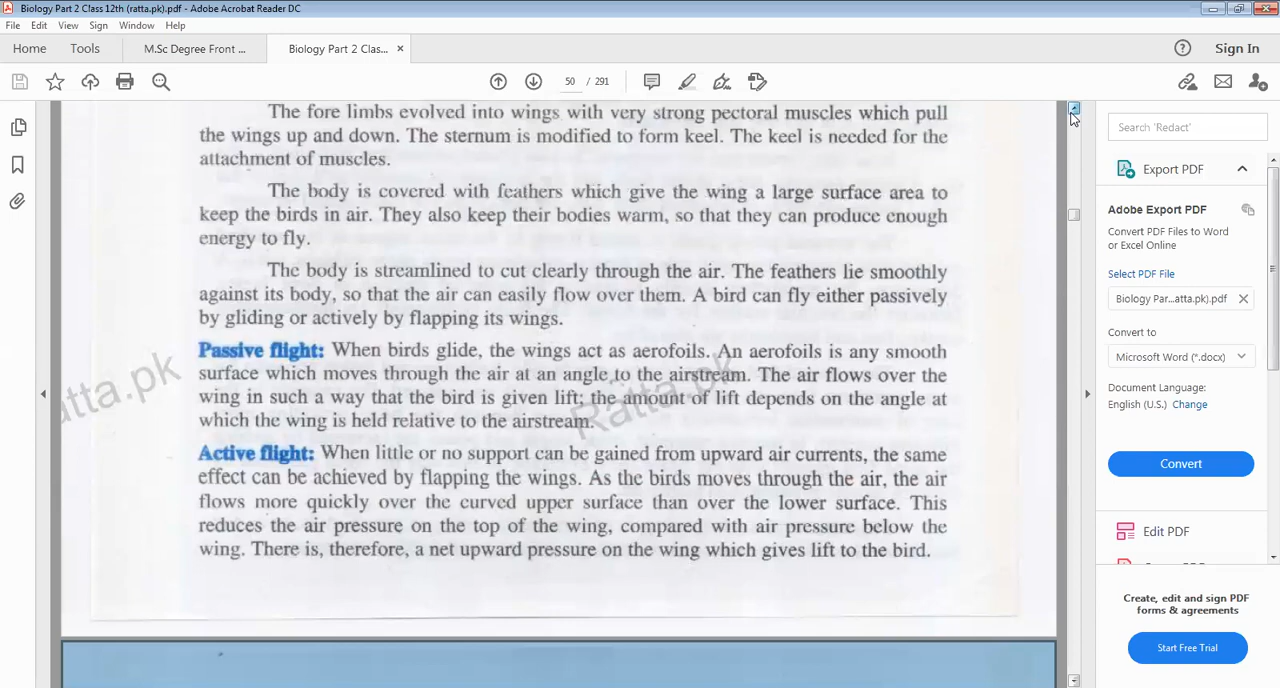 Biology Part 2 Class 12th (ratta.pk).pdf - Adobe Acrobat Reader DC
File Edit View Sign Window Help
Home Tools M.Sc Degree Front ... Biology Part 2 Clas... × Sign In
50 / 291
The fore limbs evolved into wings with very strong pectoral muscles which pull
the wings up and down. The sternum is modified to form keel. The keel is needed for the
attachment of muscles.
The body is covered with feathers which give the wing a large surface area to
keep the birds in air. They also keep their bodies warm, so that they can produce enough
energy to fly.
The body is streamlined to cut clearly through the air. The feathers lie smoothly
against its body, so that the air can easily flow over them. A bird can fly either passively
by gliding or actively by flapping its wings.
Passive flight: When birds glide, the wings act as aerofoils. An aerofoils is any smooth
surface which moves through the air at an angle to the airstream. The air flows over the
wing in such a way that the bird is given lift; the amount of lift depends on the angle at
which the wing is held relative to the airstream.
Active flight: When little or no support can be gained from upward air currents, the same
effect can be achieved by flapping the wings. As the birds moves through the air, the air
flows more quickly over the curved upper surface than over the lower surface. This
reduces the air pressure on the top of the wing, compared with air pressure below the
wing. There is, therefore, a net upward pressure on the wing which gives lift to the bird.
atta.pk
Ratta.pk
Search 'Redact'
Export PDF
Adobe Export PDF
Convert PDF Files to Word
or Excel Online
Select PDF File
Biology Par...atta.pk).pdf
Convert to
Microsoft Word (*.docx)
Document Language:
English (U.S.) Change
Convert
Edit PDF
Create, edit and sign PDF
forms & agreements
Start Free Trial